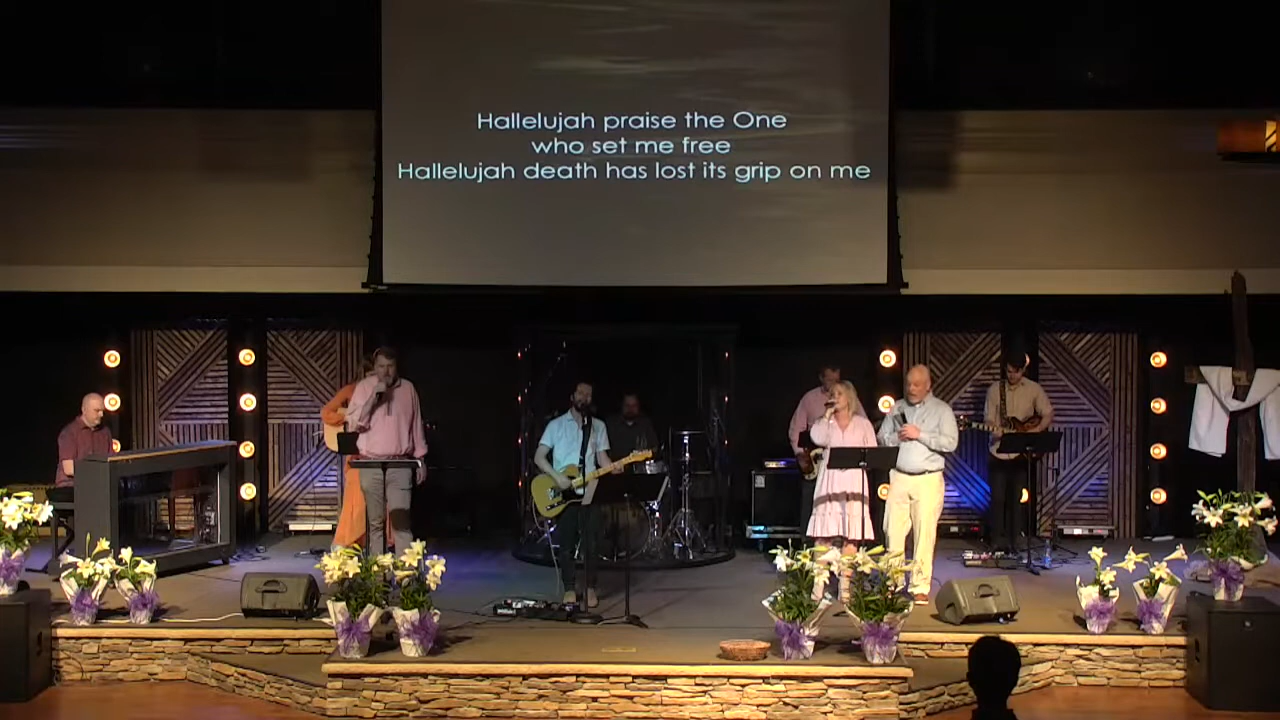 Hallelujah praise the One
who set me free
Hallelujah death has lost its grip on me